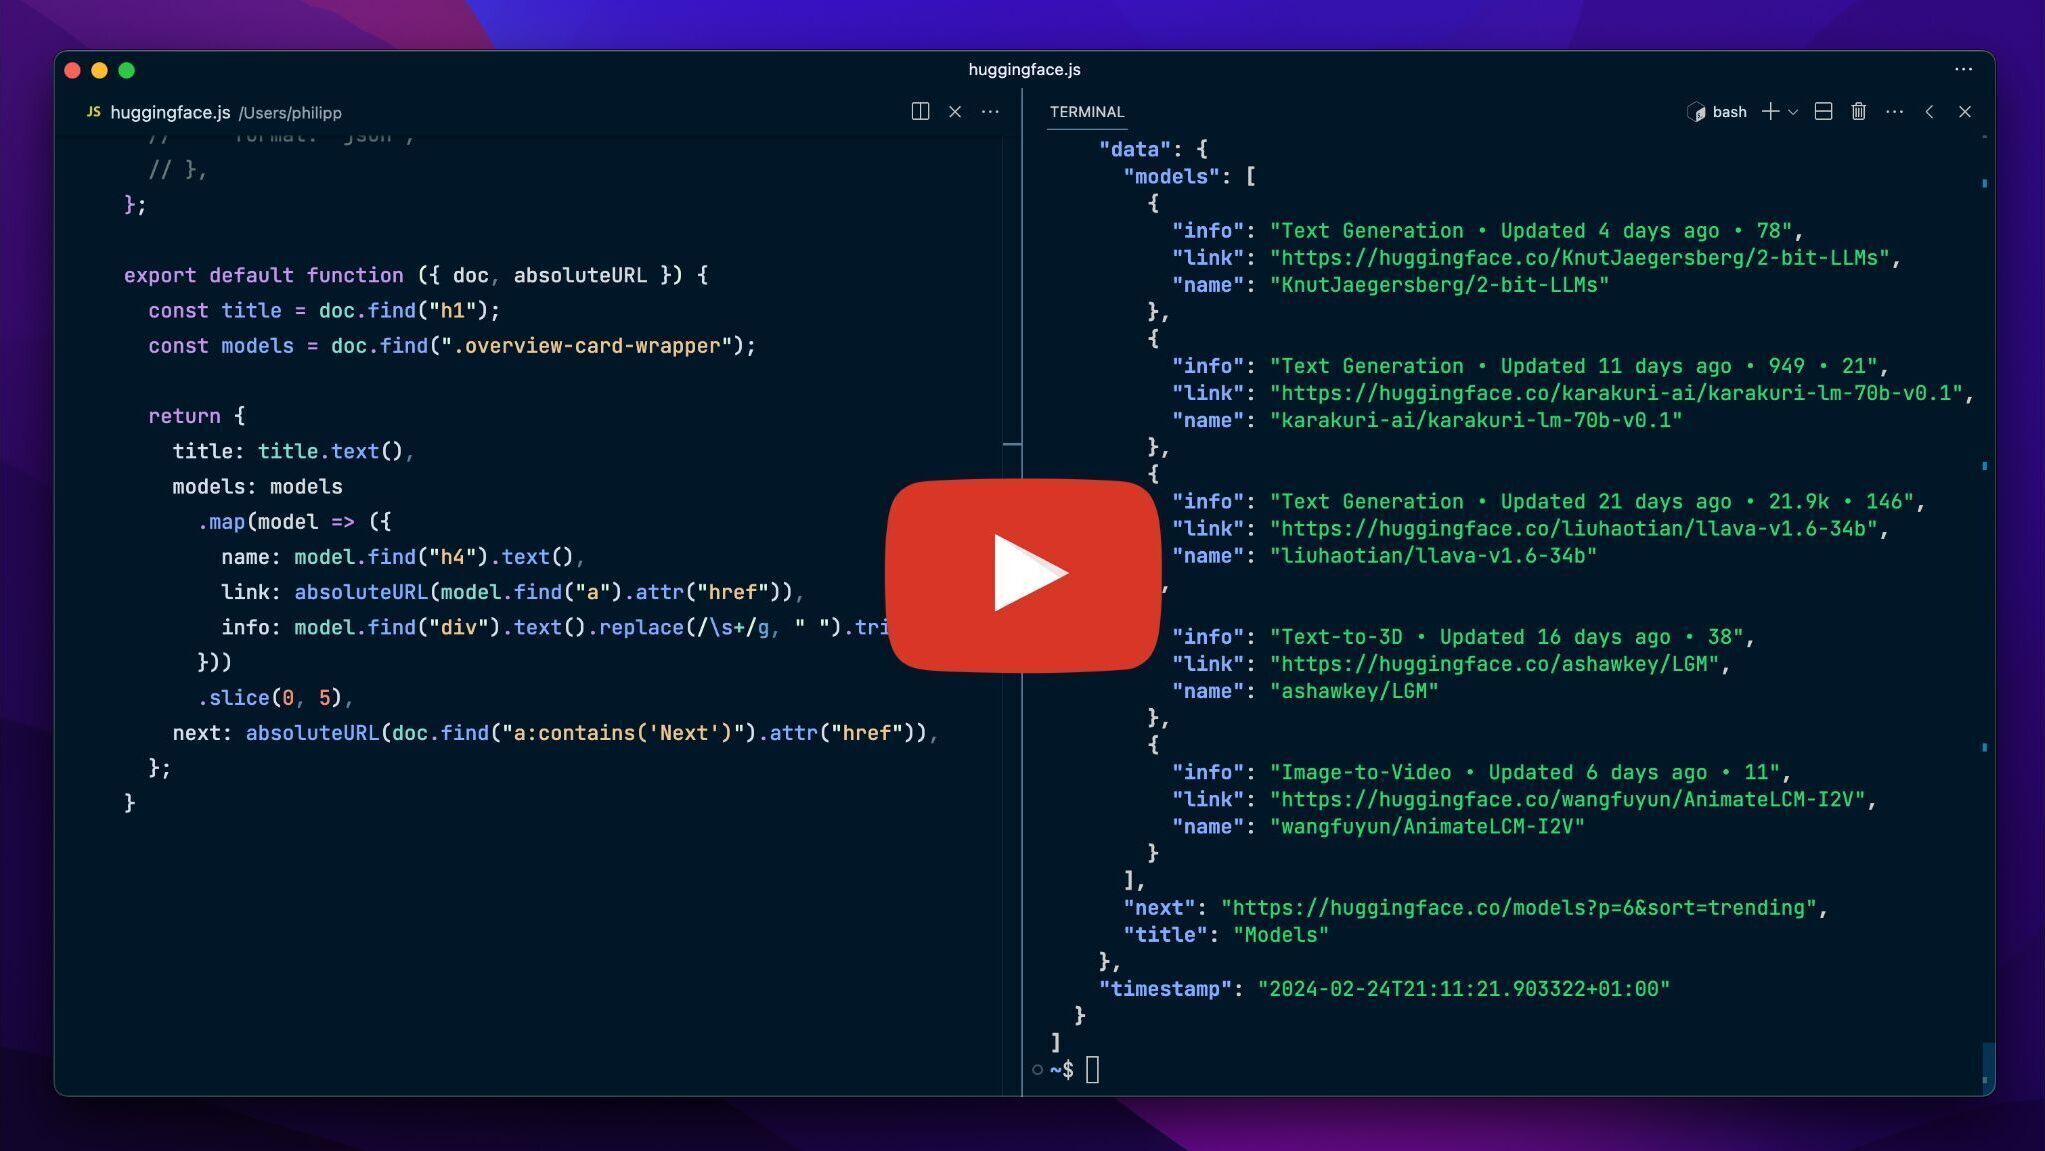 huggingface.js
JS huggingface.js /Users/philipp
//     format: "json",
// },
};
export default function ({ doc, absoluteURL }) {
const title = doc.find("h1");
const models = doc.find(".overview-card-wrapper");
return {
title: title.text(),
models: models
.map(model => ({
name: model.find("h4").text(),
link: absoluteURL(model.find("a").attr("href")),
info: model.find("div").text().replace(/\s+/g, " ").tri
}))
.slice(0, 5),
next: absoluteURL(doc.find("a:contains('Next')").attr("href")),
};
}
TERMINAL
bash
"data": {
"models": [
{
"info": "Text Generation • Updated 4 days ago • 78",
"link": "https://huggingface.co/KnutJaegersberg/2-bit-LLMs",
"name": "KnutJaegersberg/2-bit-LLMs"
},
{
"info": "Text Generation • Updated 11 days ago • 949 • 21",
"link": "https://huggingface.co/karakuri-ai/karakuri-lm-70b-v0.1",
"name": "karakuri-ai/karakuri-lm-70b-v0.1"
},
{
"info": "Text Generation • Updated 21 days ago • 21.9k • 146",
"link": "https://huggingface.co/liuhaotian/llava-v1.6-34b",
"name": "liuhaotian/llava-v1.6-34b"
,
"info": "Text-to-3D • Updated 16 days ago • 38",
"link": "https://huggingface.co/ashawkey/LGM",
"name": "ashawkey/LGM"
},
{
"info": "Image-to-Video • Updated 6 days ago • 11",
"link": "https://huggingface.co/wangfuyun/AnimateLCM-I2V",
"name": "wangfuyun/AnimateLCM-I2V"
}
],
"next": "https://huggingface.co/models?p=6&sort=trending",
"title": "Models"
},
"timestamp": "2024-02-24T21:11:21.903322+01:00"
}
]
~$